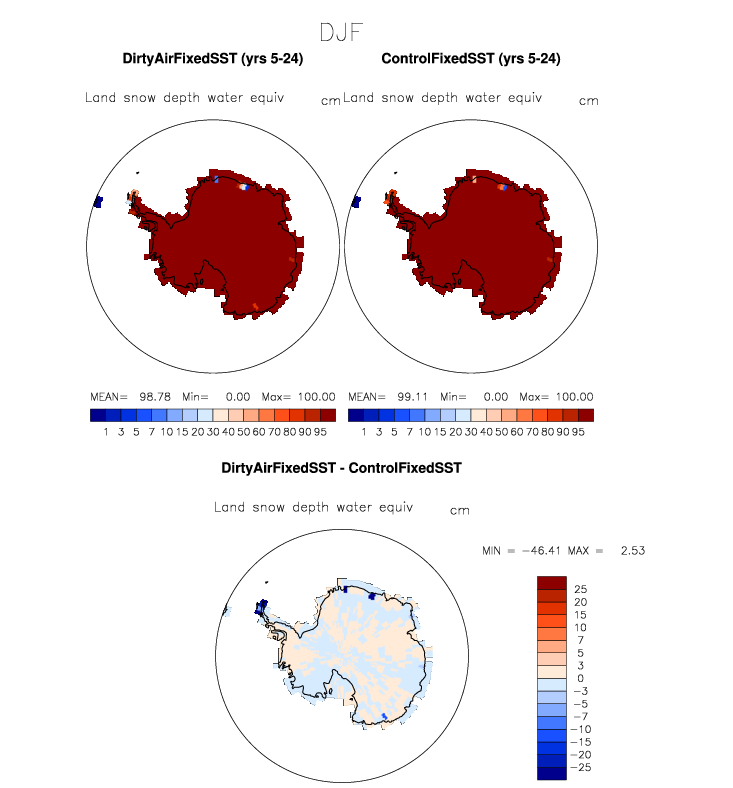 DJF
DirtyAirFixedSST (yrs 5-24) ControlFixedSST (yrs 5-24)
Land snow depth water equiv cm Land snow depth water equiv cm
MEAN= 98.78 Min= 0.00 Max= 100.00 MEAN= 99.11 Min= 0.00 Max= 100.00
1 3 5 7 10 15 20 30 40 50 60 70 80 90 95 1 3 5 7 10 15 20 30 40 50 60 70 80 90 95
DirtyAirFixedSST - ControlFixedSST
Land snow depth water equiv cm
MIN = -46.41 MAX = 2.53
25
20
15
10
7
5
3
0
-3
-5
-7
-10
-15
-20
-25